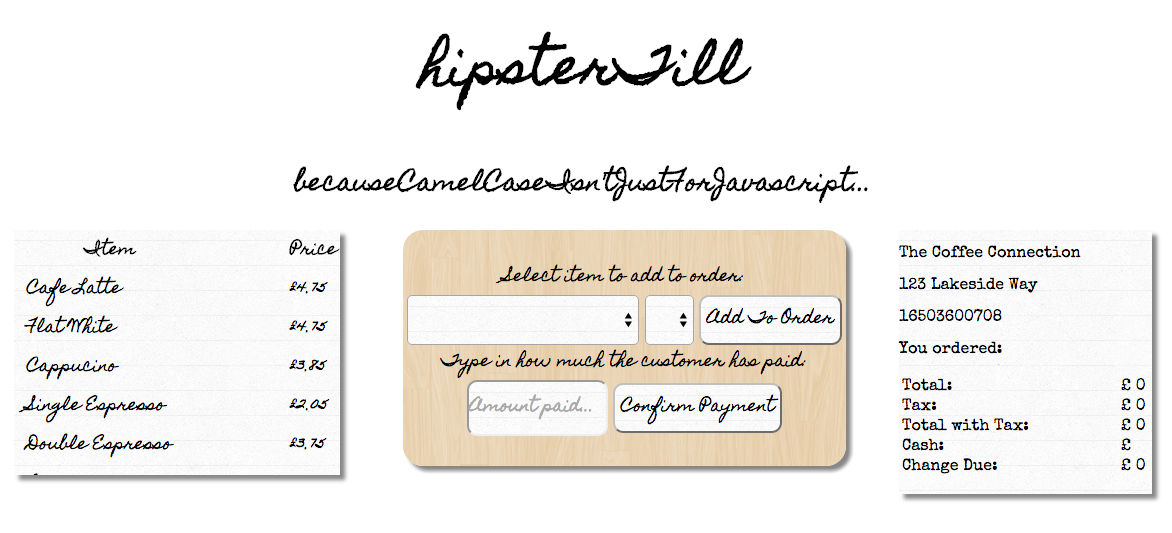 hipsterTill
becauseCamelCaseIsn'tJustForJavascript...
Item Price
Cafe Latte £4.75
Flat White £4.75
Cappucino £3.85
Single Espresso £2.05
Double Espresso £3.75
Select item to add to order:
Add To Order
Type in how much the customer has paid:
Amount paid... Confirm Payment
The Coffee Connection
123 Lakeside Way
16503600708
You ordered:
Total: £ 0
Tax: £ 0
Total with Tax: £ 0
Cash: £
Change Due: £ 0